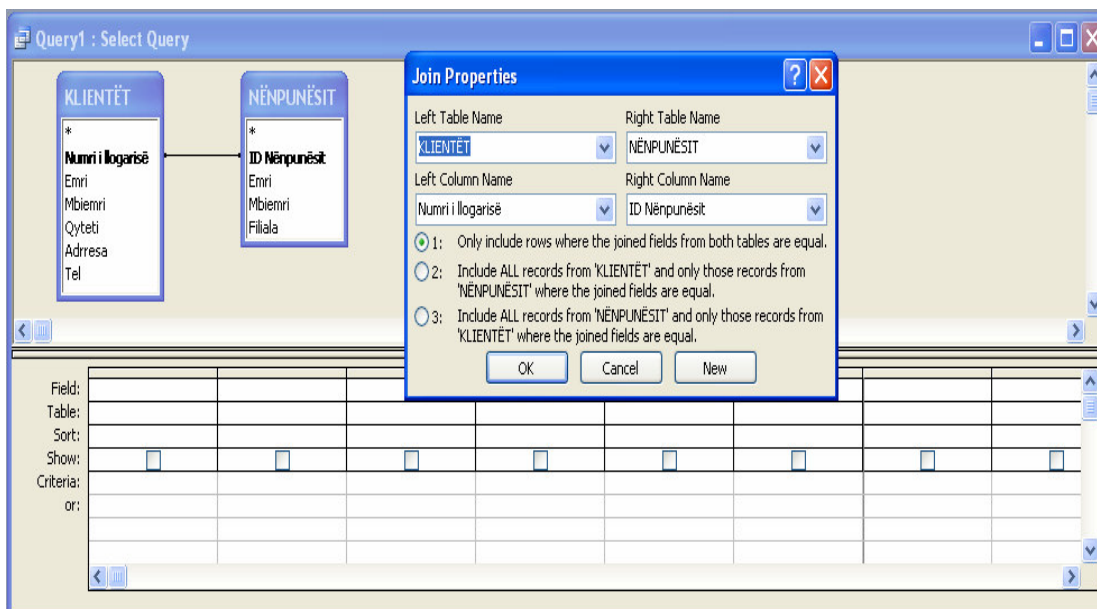 Query1 : Select Query
KLIENTËT
*
Numri i llogarisë
Emri
Mbiemri
Qyteti
Adrresa
Tel
NËNPUNËSIT
*
ID Nënpunësit
Emri
Mbiemri
Filiala
Join Properties
Left Table Name
Right Table Name
KLIENTËT
NËNPUNËSIT
Left Column Name
Right Column Name
Numri i llogarisë
ID Nënpunësit
1: Only include rows where the joined fields from both tables are equal.
2: Include ALL records from 'KLIENTËT' and only those records from
'NËNPUNËSIT' where the joined fields are equal.
3: Include ALL records from 'NËNPUNËSIT' and only those records from
'KLIENTËT' where the joined fields are equal.
OK
Cancel
New
Field:
Table:
Sort:
Show:
Criteria:
or: